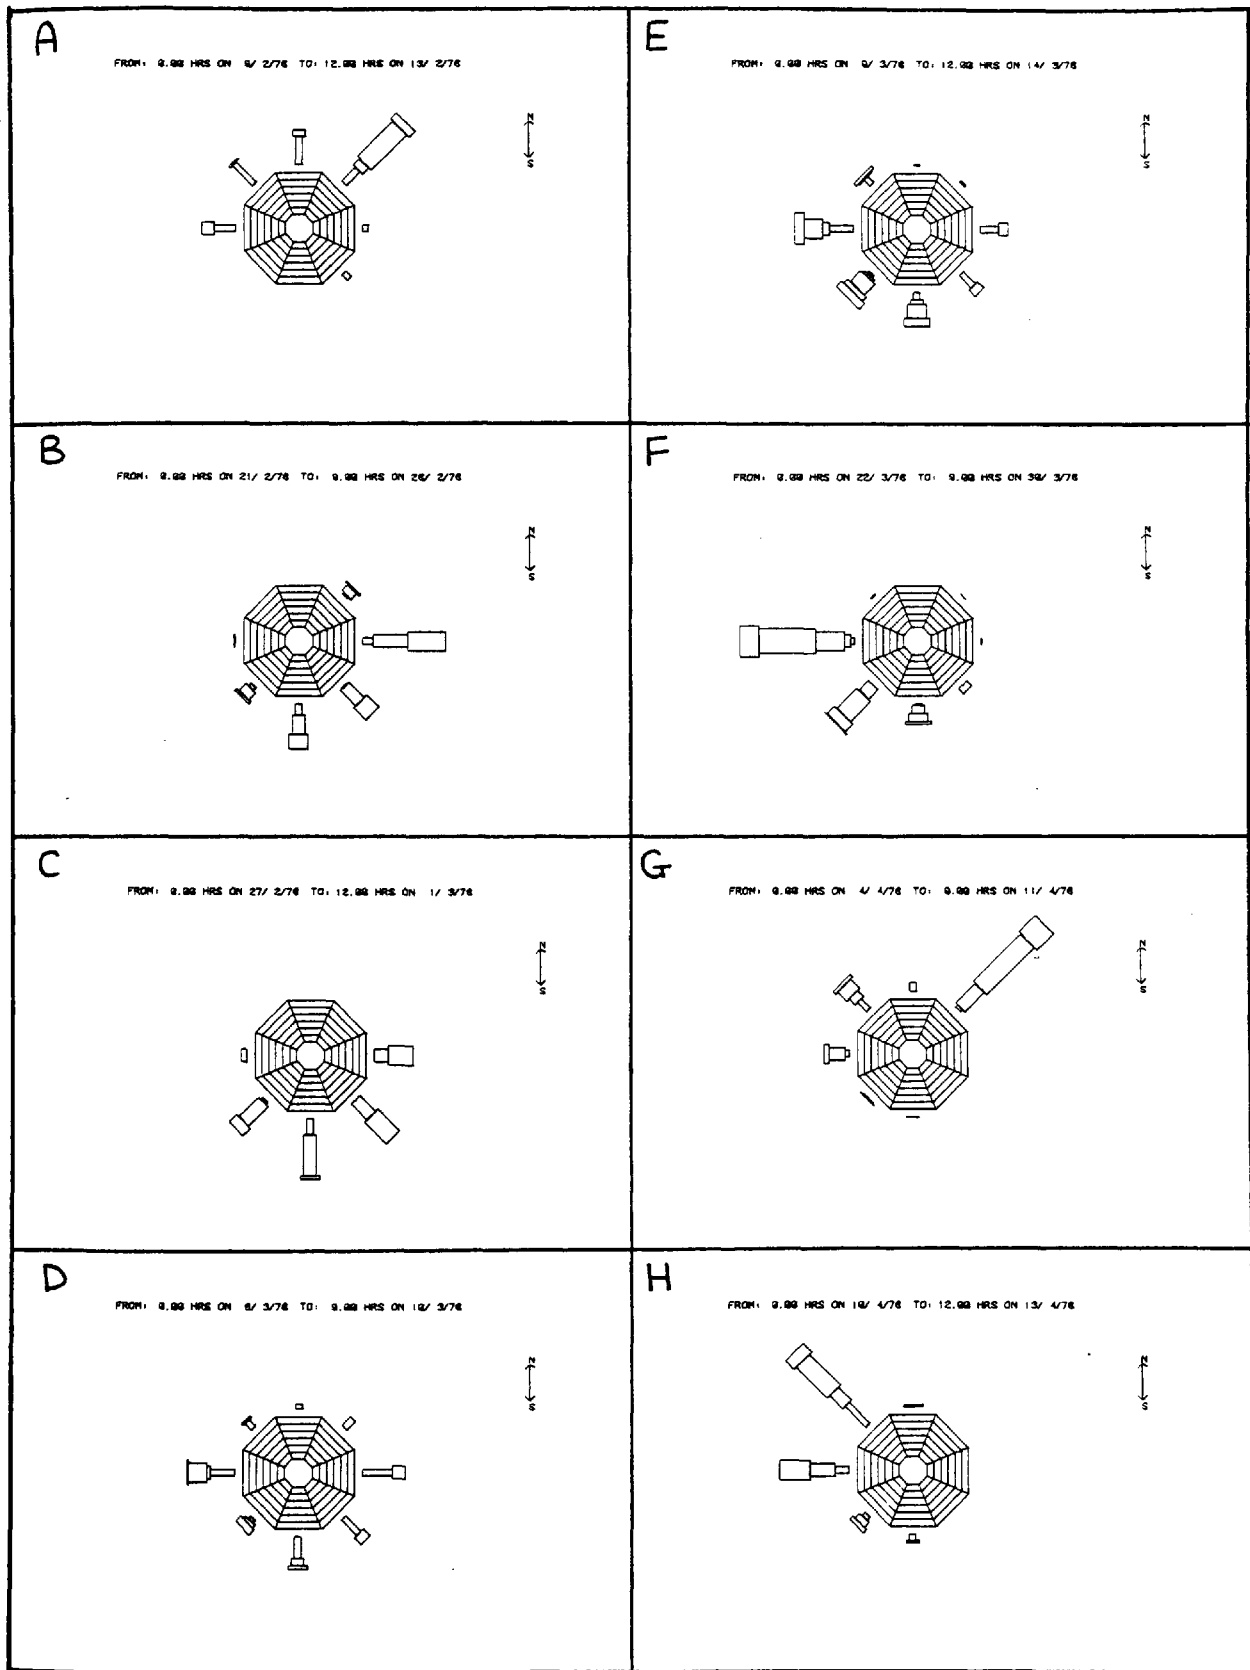 A
FROM: 0.00 HRS ON 9/ 2/76 TO: 12.00 HRS ON 13/ 2/76
N
S
B
FROM: 0.00 HRS ON 21/ 2/76 TO: 9.00 HRS ON 26/ 2/76
N
S
C
FROM: 0.00 HRS ON 27/ 2/76 TO: 12.00 HRS ON 1/ 3/76
N
S
D
FROM: 0.00 HRS ON 6/ 3/76 TO: 9.00 HRS ON 10/ 3/76
N
S
E
FROM: 0.00 HRS ON 9/ 3/76 TO: 12.00 HRS ON 14/ 3/76
N
S
F
FROM: 0.00 HRS ON 22/ 3/76 TO: 9.00 HRS ON 30/ 3/76
N
S
G
FROM: 0.00 HRS ON 4/ 4/76 TO: 9.00 HRS ON 11/ 4/76
N
S
H
FROM: 0.00 HRS ON 10/ 4/76 TO: 12.00 HRS ON 13/ 4/76
N
S